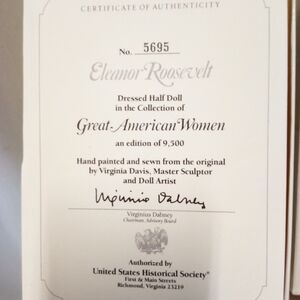 CERTIFICATE OF AUTHENTICITY
No. 5695
Eleanor Roosevelt
Dressed Half Doll
in the Collection of
Great American Women
an edition of 9,500
Hand painted and sewn from the original
by Virginia Davis, Master Sculptor
and Doll Artist
Virginius Dabney
Virginius Dabney
Chairman, Advisory Board
Authorized by
United States Historical Society®
First & Main Streets
Richmond, Virginia 23219